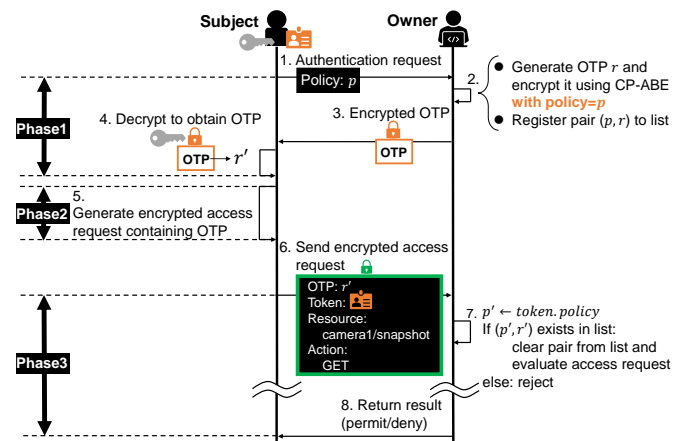 Subject
Owner
</>
1. Authentication request
Policy: p
2.
● Generate OTP r and
encrypt it using CP-ABE
with policy=p
● Register pair (p, r) to list
Phase1
3. Encrypted OTP
OTP
4. Decrypt to obtain OTP
OTP → r′
Phase2
5.
Generate encrypted access
request containing OTP
6. Send encrypted access
request
OTP: r′
Token:
Resource:
camera1/snapshot
Action:
GET
Phase3
7. p′ ← token.policy
If (p′, r′) exists in list:
clear pair from list and
evaluate access request
else: reject
8. Return result
(permit/deny)